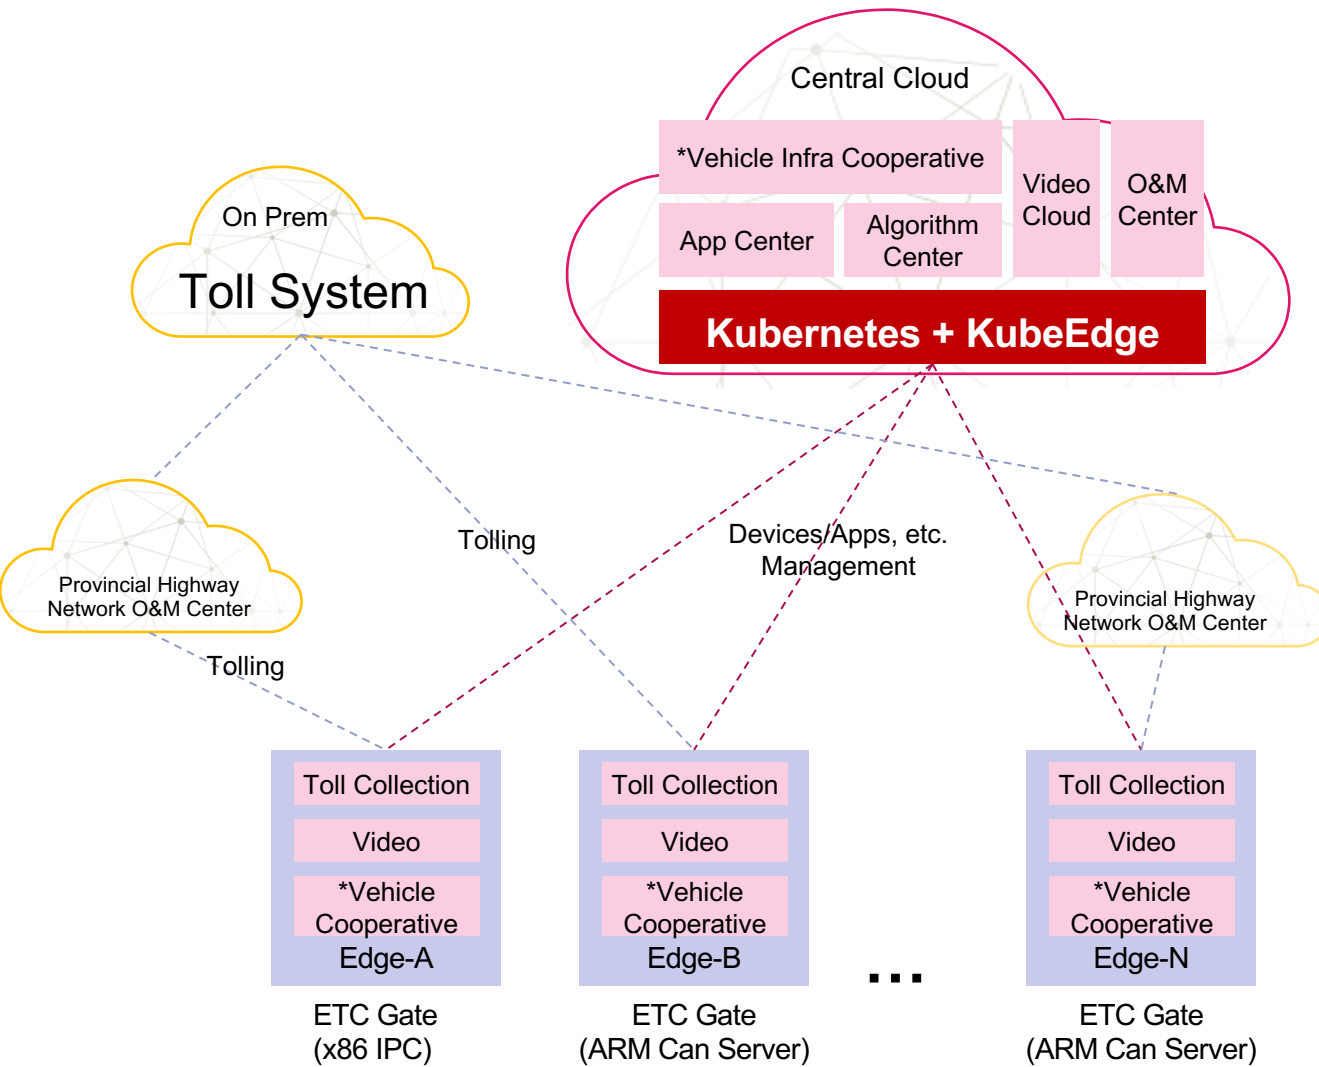 Central Cloud
*Vehicle Infra Cooperative
Video
Cloud
O&M
Center
App Center
Algorithm
Center
Kubernetes + KubeEdge
On Prem
Toll System
Provincial Highway
Network O&M Center
Tolling
Tolling
Devices/Apps, etc.
Management
Provincial Highway
Network O&M Center
Toll Collection
Video
*Vehicle
Cooperative
Edge-A
ETC Gate
(x86 IPC)
Toll Collection
Video
*Vehicle
Cooperative
Edge-B
ETC Gate
(ARM Can Server)
...
Toll Collection
Video
*Vehicle
Cooperative
Edge-N
ETC Gate
(ARM Can Server)